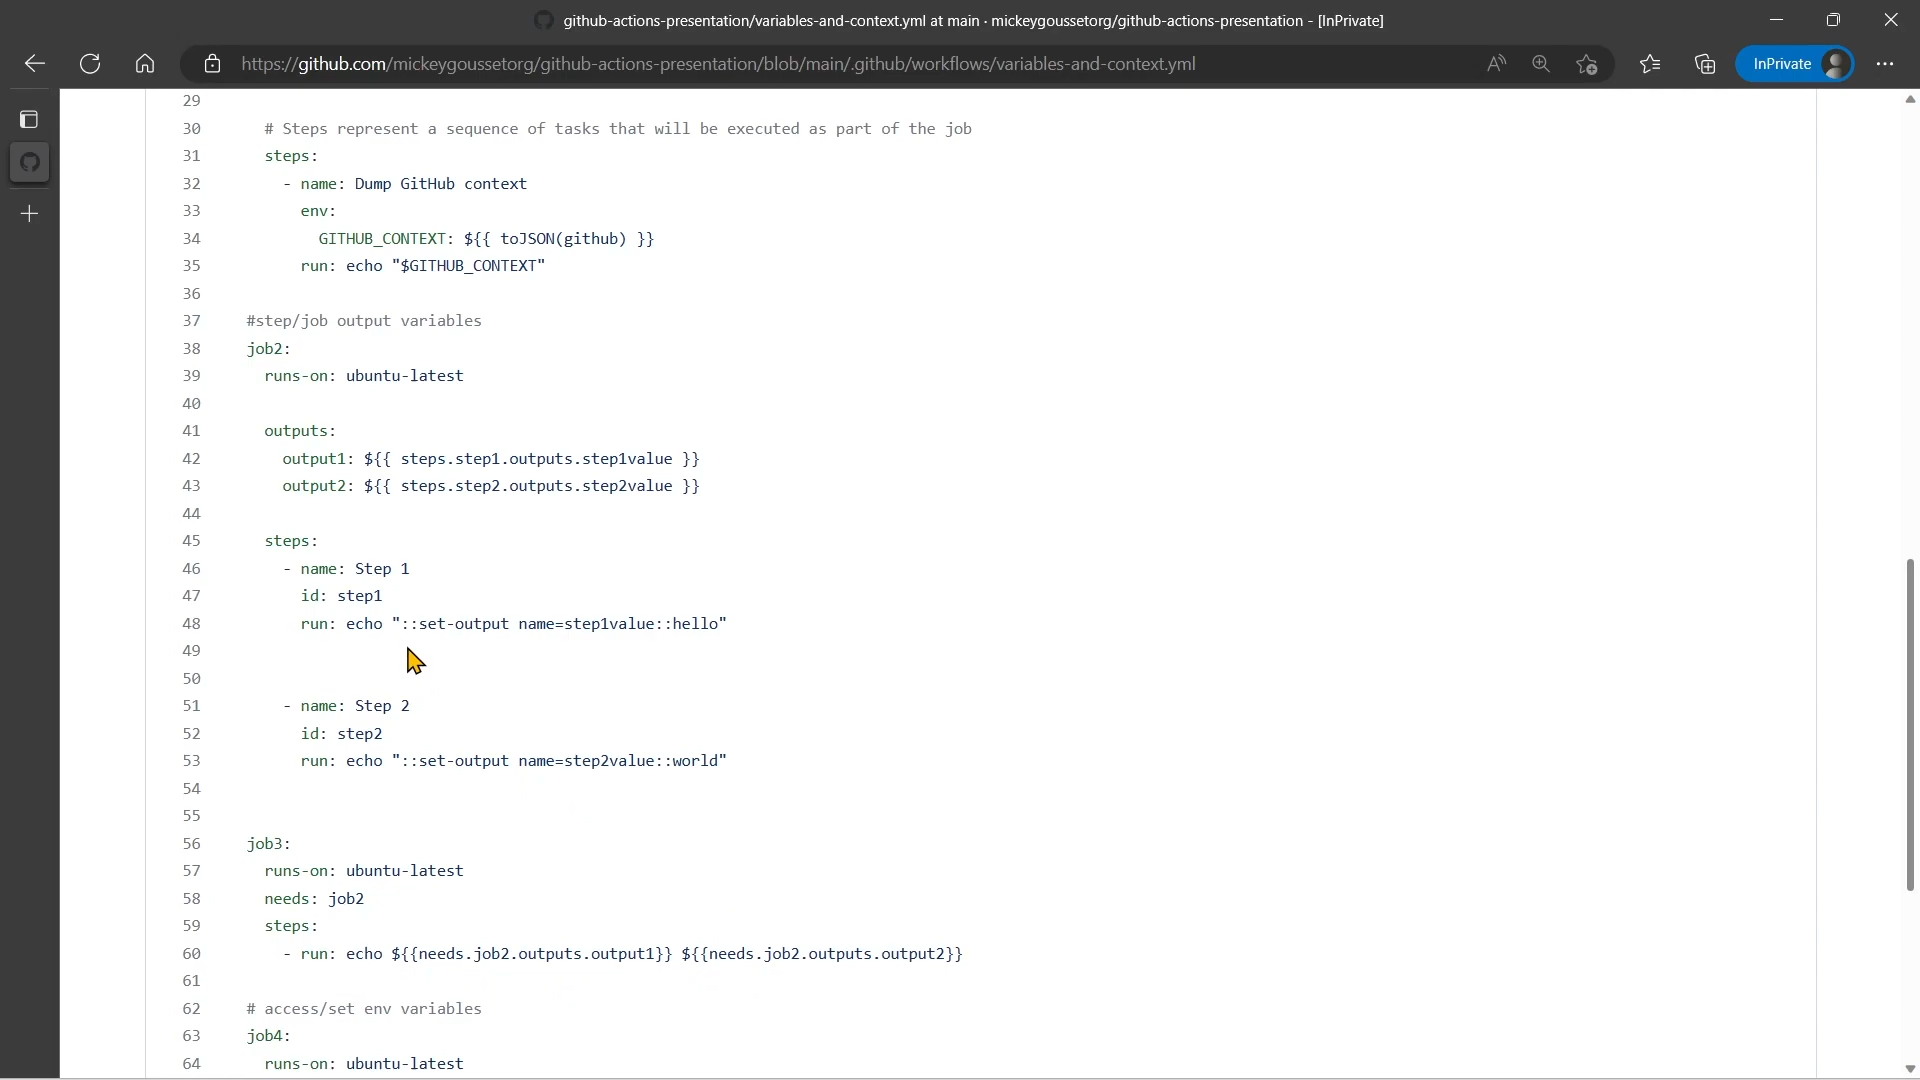 github-actions-presentation/variables-and-context.yml at main · mickeygoussetorg/github-actions-presentation - [InPrivate]
https://github.com/mickeygoussetorg/github-actions-presentation/blob/main/.github/workflows/variables-and-context.yml
InPrivate
29
30 # Steps represent a sequence of tasks that will be executed as part of the job
31 steps:
32 - name: Dump GitHub context
33 env:
34 GITHUB_CONTEXT: ${{ toJSON(github) }}
35 run: echo "$GITHUB_CONTEXT"
36
37 #step/job output variables
38 job2:
39 runs-on: ubuntu-latest
40
41 outputs:
42 output1: ${{ steps.step1.outputs.step1value }}
43 output2: ${{ steps.step2.outputs.step2value }}
44
45 steps:
46 - name: Step 1
47 id: step1
48 run: echo "::set-output name=step1value::hello"
49
50
51 - name: Step 2
52 id: step2
53 run: echo "::set-output name=step2value::world"
54
55
56 job3:
57 runs-on: ubuntu-latest
58 needs: job2
59 steps:
60 - run: echo ${{needs.job2.outputs.output1}} ${{needs.job2.outputs.output2}}
61
62 # access/set env variables
63 job4:
64 runs-on: ubuntu-latest